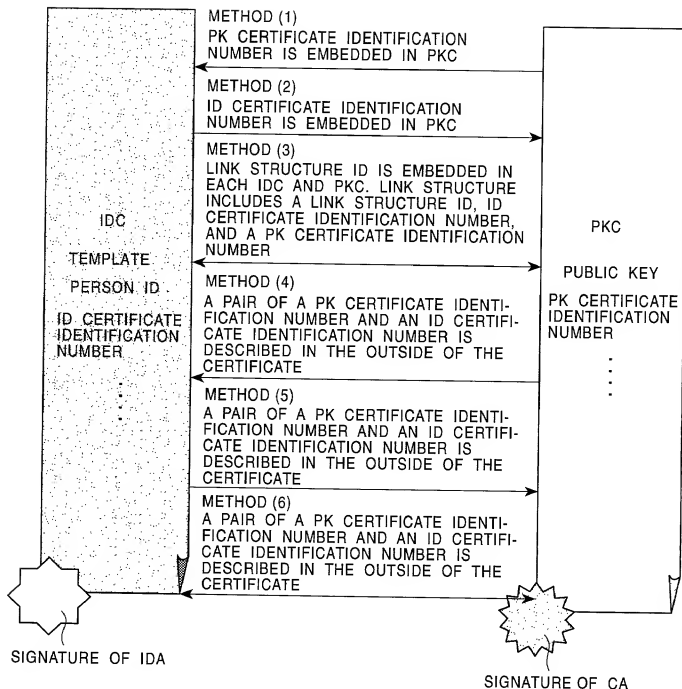 METHOD (1)
PK CERTIFICATE IDENTIFICATION
NUMBER IS EMBEDDED IN PKC
METHOD (2)
ID CERTIFICATE IDENTIFICATION
NUMBER IS EMBEDDED IN PKC
METHOD (3)
LINK STRUCTURE ID IS EMBEDDED IN
EACH IDC AND PKC. LINK STRUCTURE
INCLUDES A LINK STRUCTURE ID, ID
CERTIFICATE IDENTIFICATION NUMBER,
AND A PK CERTIFICATE IDENTIFICATION
NUMBER
METHOD (4)
A PAIR OF A PK CERTIFICATE IDENTI-
FICATION NUMBER AND AN ID CERTIFI-
CATE IDENTIFICATION NUMBER IS
DESCRIBED IN THE OUTSIDE OF THE
CERTIFICATE
METHOD (5)
A PAIR OF A PK CERTIFICATE IDENTI-
FICATION NUMBER AND AN ID CERTIFI-
CATE IDENTIFICATION NUMBER IS
DESCRIBED IN THE OUTSIDE OF THE
CERTIFICATE
METHOD (6)
A PAIR OF A PK CERTIFICATE IDENTI-
FICATION NUMBER AND AN ID CERTIFI-
CATE IDENTIFICATION NUMBER IS
DESCRIBED IN THE OUTSIDE OF THE
CERTIFICATE
IDC
TEMPLATE
PERSON ID
ID CERTIFICATE
IDENTIFICATION
NUMBER
PKC
PUBLIC KEY
PK CERTIFICATE
IDENTIFICATION
NUMBER
SIGNATURE OF IDA
SIGNATURE OF CA